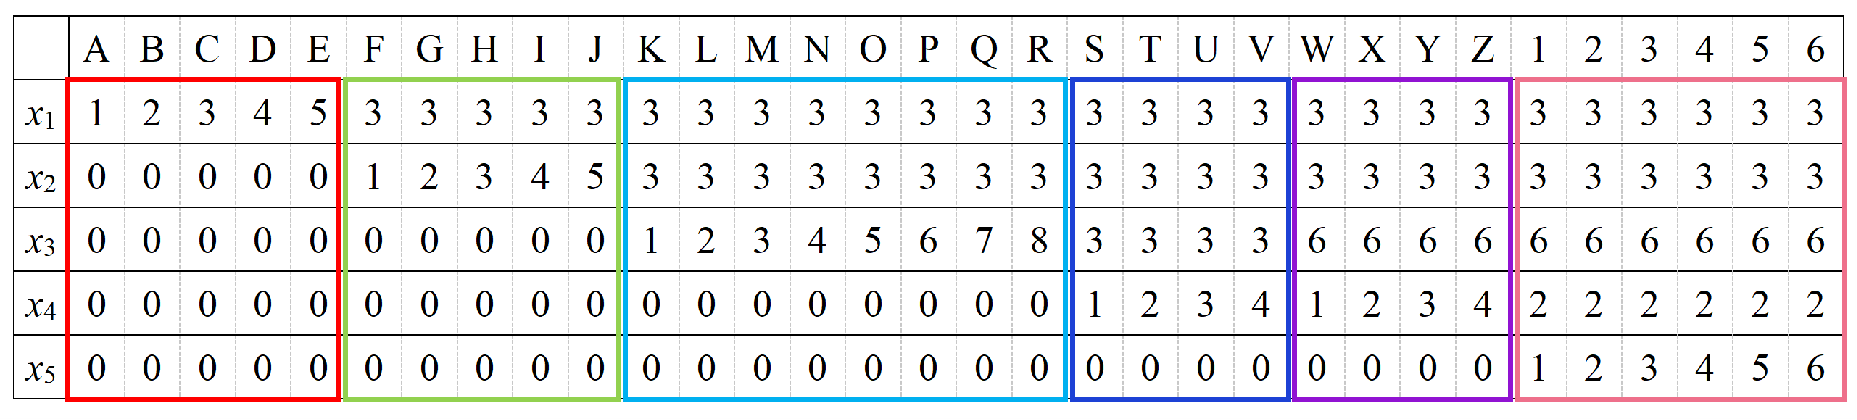 A B C D E F G H I J K L M N O P Q R S T U V W X Y Z 1 2 3 4 5 6
x1 1 2 3 4 5 3 3 3 3 3 3 3 3 3 3 3 3 3 3 3 3 3 3 3 3 3 3 3 3 3 3 3
x2 0 0 0 0 0 1 2 3 4 5 3 3 3 3 3 3 3 3 3 3 3 3 3 3 3 3 3 3 3 3 3 3
x3 0 0 0 0 0 0 0 0 0 0 1 2 3 4 5 6 7 8 3 3 3 3 6 6 6 6 6 6 6 6 6 6
x4 0 0 0 0 0 0 0 0 0 0 0 0 0 0 0 0 0 0 1 2 3 4 1 2 3 4 2 2 2 2 2 2
x5 0 0 0 0 0 0 0 0 0 0 0 0 0 0 0 0 0 0 0 0 0 0 0 0 0 0 1 2 3 4 5 6